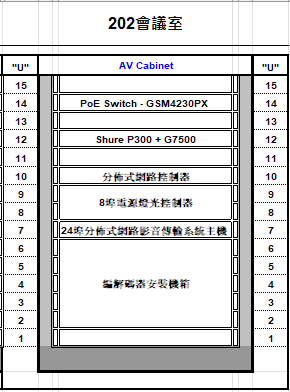 202會議室
"U" AV Cabinet "U"
15 15
14 PoE Switch - GSM4230PX 14
13 13
12 Shure P300 + G7500 12
11 11
10 分佈式網路控制器 10
9 9
8埠電源燈光控制器
8 8
7 24埠分佈式網路影音傳輸系統主機 7
6 6
5 5
4 編解碼器安裝機箱 4
3 3
2 2
1 1